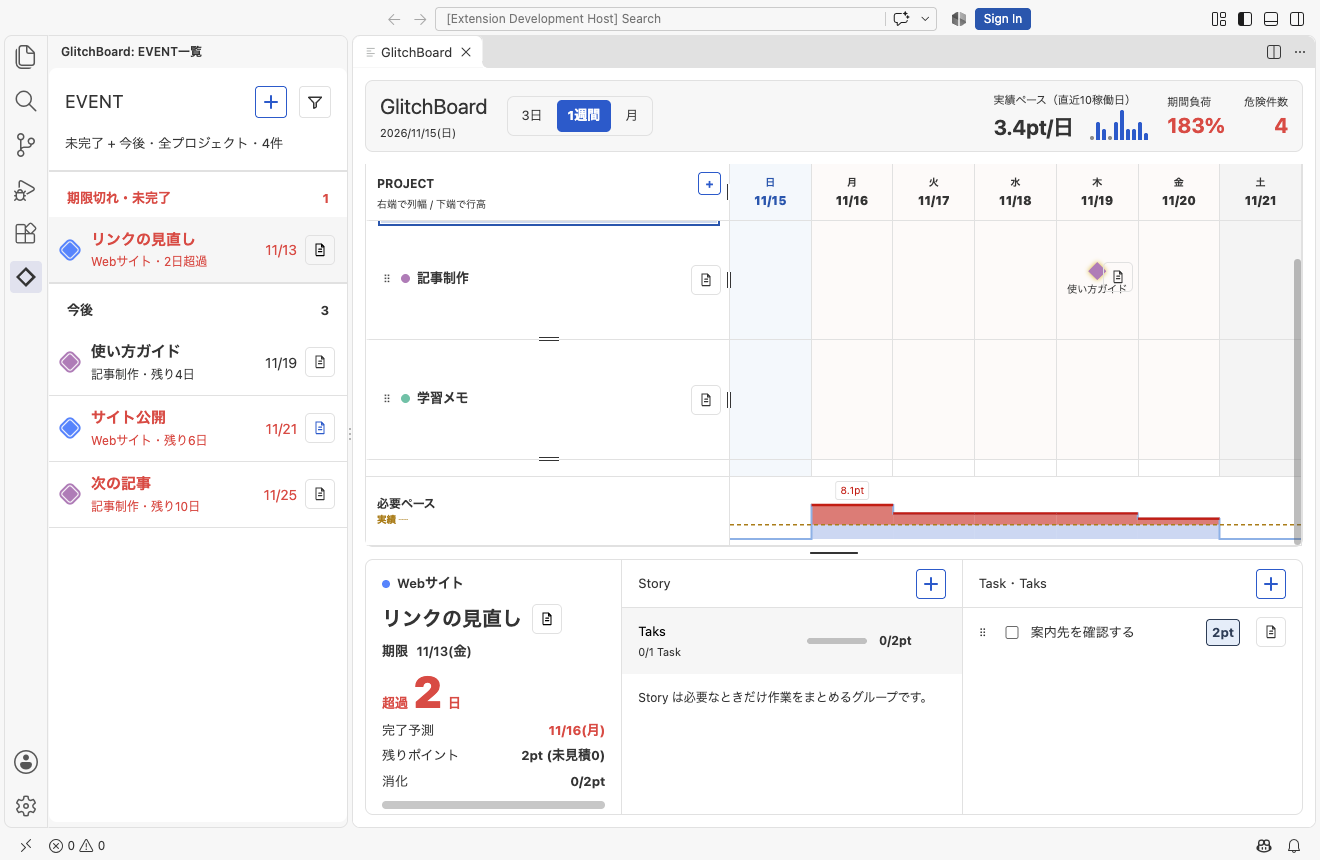 [Extension Development Host] Search
Sign In
GlitchBoard: EVENT一覧
EVENT
未完了 + 今後・全プロジェクト・4件
期限切れ・未完了 1
リンクの見直し
Webサイト・2日超過
11/13
今後 3
使い方ガイド
記事制作・残り4日
11/19
サイト公開
Webサイト・残り6日
11/21
次の記事
記事制作・残り10日
11/25
GlitchBoard
GlitchBoard
2026/11/15(日)
3日 1週間 月
実績ペース（直近10稼働日）
3.4pt/日
期間負荷
183%
危険件数
4
PROJECT
右端で列幅 / 下端で行高
日 11/15
月 11/16
火 11/17
水 11/18
木 11/19
金 11/20
土 11/21
記事制作
使い方ガイド
学習メモ
必要ペース
実績
8.1pt
Webサイト
リンクの見直し
期限 11/13(金)
超過 2 日
完了予測 11/16(月)
残りポイント 2pt (未見積0)
消化 0/2pt
Story
Taks
0/1 Task
0/2pt
Story は必要なときだけ作業をまとめるグループです。
Task・Taks
案内先を確認する
2pt
0 0